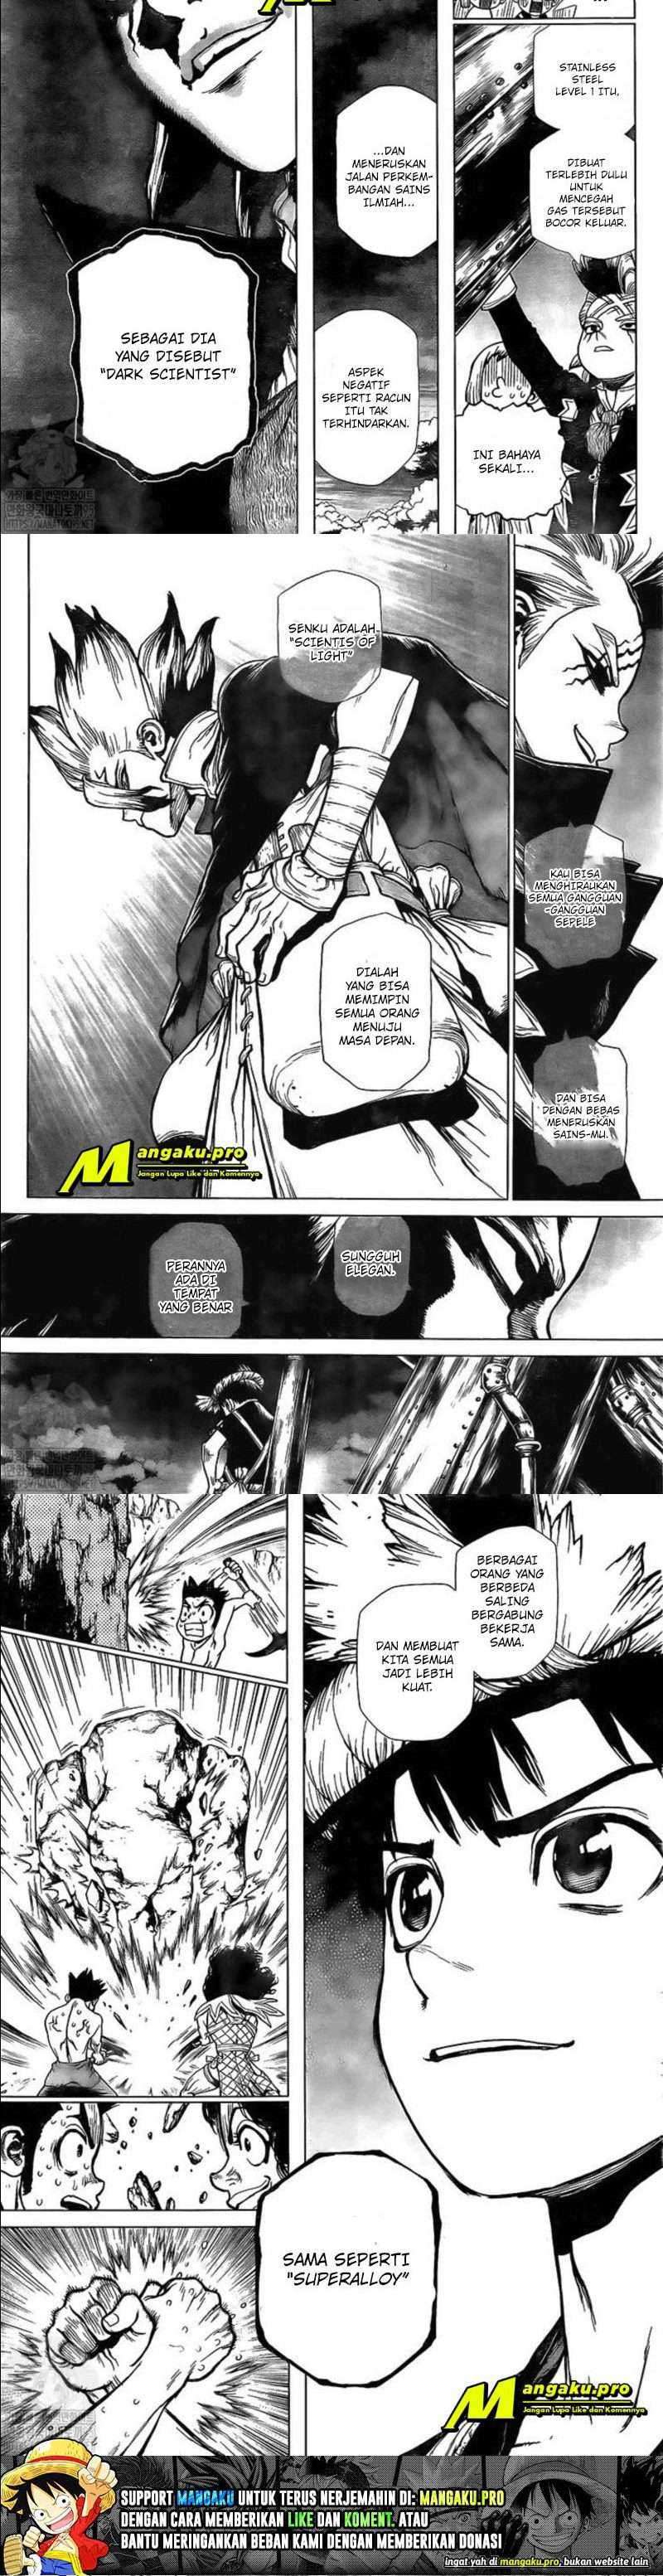 STAINLESS
STEEL
LEVEL 1 ITU,
DIBUAT
TERLEBIH DULU
UNTUK
MENCEGAH
GAS TERSEBUT
BOCOR KELUAR.
INI BAHAYA
SEKALI...
...DAN
MENERUSKAN
JALAN PERKEM-
BANGAN SAINS
ILMIAH...
ASPEK
NEGATIF
SEPERTI RACUN
ITU TAK
TERHINDARKAN.
SEBAGAI DIA
YANG DISEBUT
"DARK SCIENTIST"
KAU BISA
MENGHIRAUKAN
SEMUA GANGGUAN
-GANGGUAN
SEPELE
DAN BISA
DENGAN BEBAS
MENERUSKAN
SAINS-MU.
SENKU ADALAH
"SCIENTIS OF
LIGHT"
DIALAH
YANG BISA
MEMIMPIN
SEMUA ORANG
MENUJU
MASA DEPAN.
Mangaku.pro
Jangan Lupa Like dan Komennya
SUNGGUH
ELEGAN.
PERANNYA
ADA DI
TEMPAT
YANG BENAR
BERBAGAI
ORANG YANG
BERBEDA
SALING
BERGABUNG
BEKERJA
SAMA.
DAN MEMBUAT
KITA SEMUA
JADI LEBIH
KUAT.
SAMA SEPERTI
"SUPERALLOY"
Mangaku.pro
Jangan Lupa Like dan Komennya
SUPPORT MANGAKU UNTUK TERUS NERJEMAHIN DI: MANGAKU.PRO
DENGAN CARA MEMBERIKAN LIKE DAN KOMENT. ATAU
BANTU MERINGANKAN BEBAN KAMI DENGAN MEMBERIKAN DONASI
ingat yah di mangaku.pro, bukan website lain